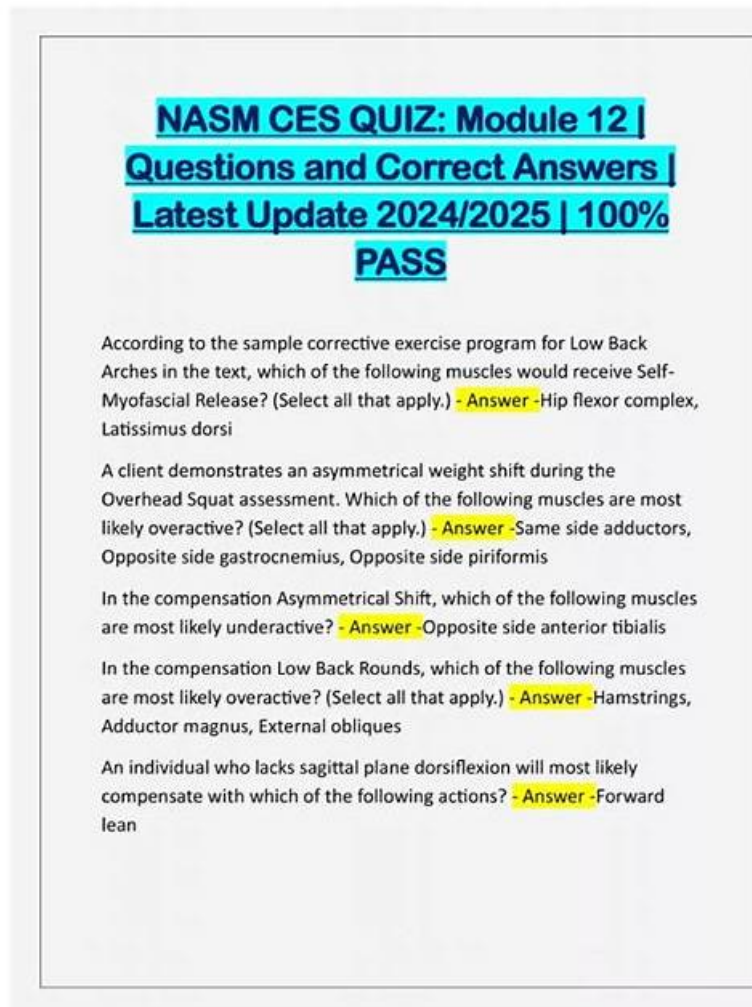 NASM CES QUIZ: Module 12 |
Questions and Correct Answers |
Latest Update 2024/2025 | 100%
PASS
According to the sample corrective exercise program for Low Back
Arches in the text, which of the following muscles would receive Self-
Myofascial Release? (Select all that apply.) - Answer -Hip flexor complex,
Latissimus dorsi
A client demonstrates an asymmetrical weight shift during the
Overhead Squat assessment. Which of the following muscles are most
likely overactive? (Select all that apply.) - Answer -Same side adductors,
Opposite side gastrocnemius, Opposite side piriformis
In the compensation Asymmetrical Shift, which of the following muscles
are most likely underactive? - Answer -Opposite side anterior tibialis
In the compensation Low Back Rounds, which of the following muscles
are most likely overactive? (Select all that apply.) - Answer -Hamstrings,
Adductor magnus, External obliques
An individual who lacks sagittal plane dorsiflexion will most likely
compensate with which of the following actions? - Answer -Forward
lean